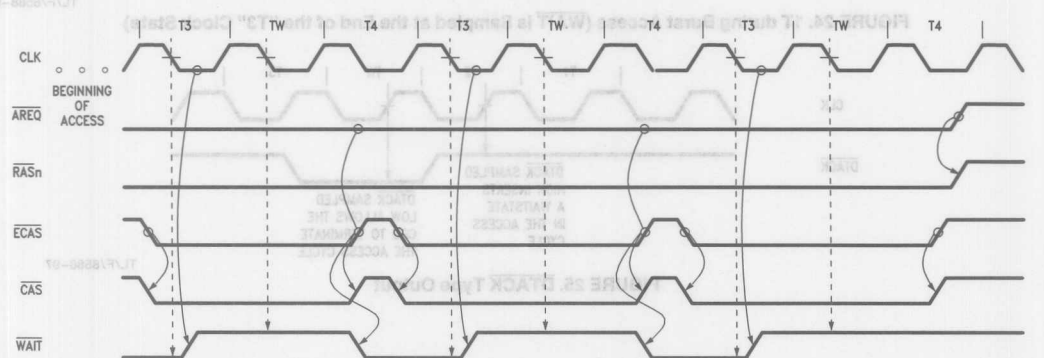 T3 TW T4 T3 TW T4 T3 TW T4
CLK
BEGINNING
OF
ACCESS
AREQ
RASn
ECAS
CAS
WAIT